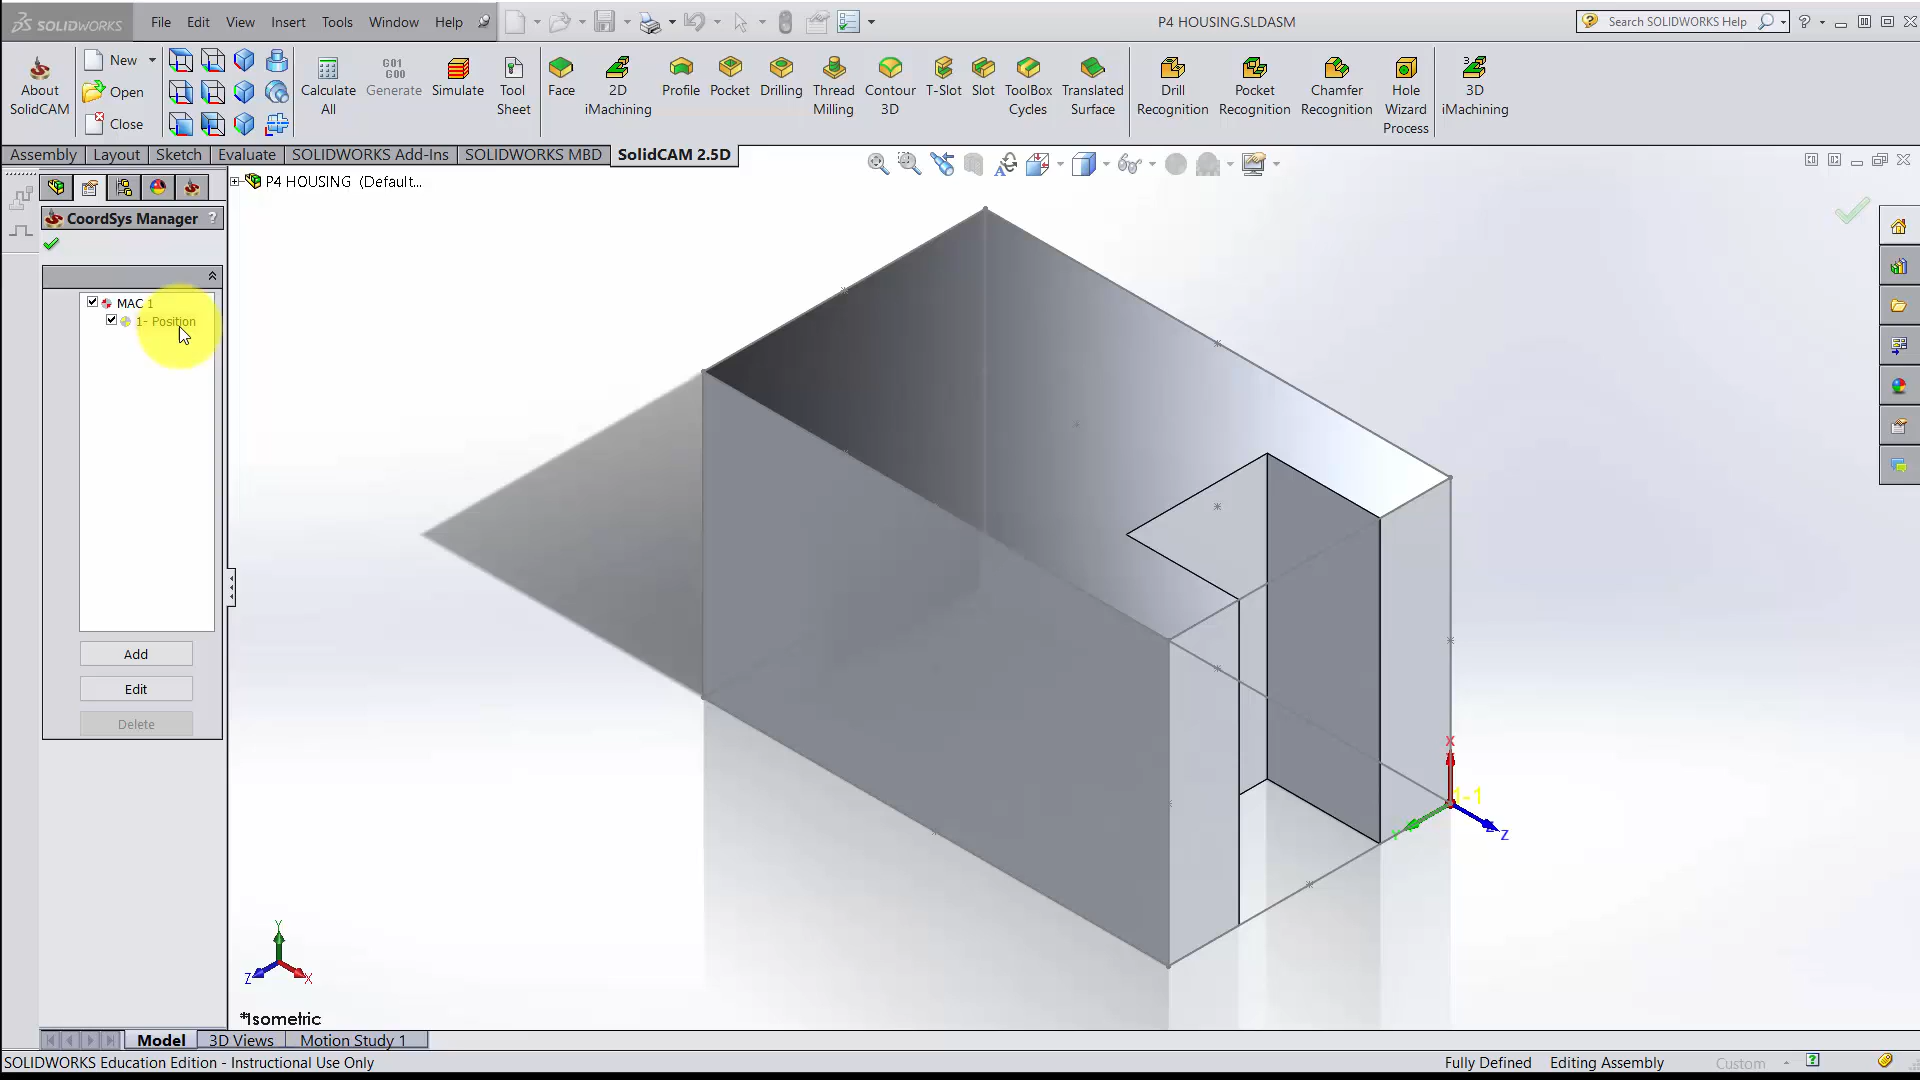 SOLIDWORKS File Edit View Insert Tools Window Help P4 HOUSING.SLDASM Search SOLIDWORKS Help
About SolidCAM
New
Open
Close
Calculate All
G01 G00 Generate
Simulate
Tool Sheet
Face
2D iMachining
Profile
Pocket
Drilling
Thread Milling
Contour 3D
T-Slot
Slot
ToolBox Cycles
Translated Surface
Drill Recognition
Pocket Recognition
Chamfer Recognition
Hole Wizard Process
3D iMachining
Assembly Layout Sketch Evaluate SOLIDWORKS Add-Ins SOLIDWORKS MBD SolidCAM 2.5D
P4 HOUSING (Default...
CoordSys Manager ?
MAC 1
1- Position
Add
Edit
Delete
X
1-1
Y
Z
Y
Z X
*Isometric
Model 3D Views Motion Study 1
SOLIDWORKS Education Edition - Instructional Use Only Fully Defined Editing Assembly Custom